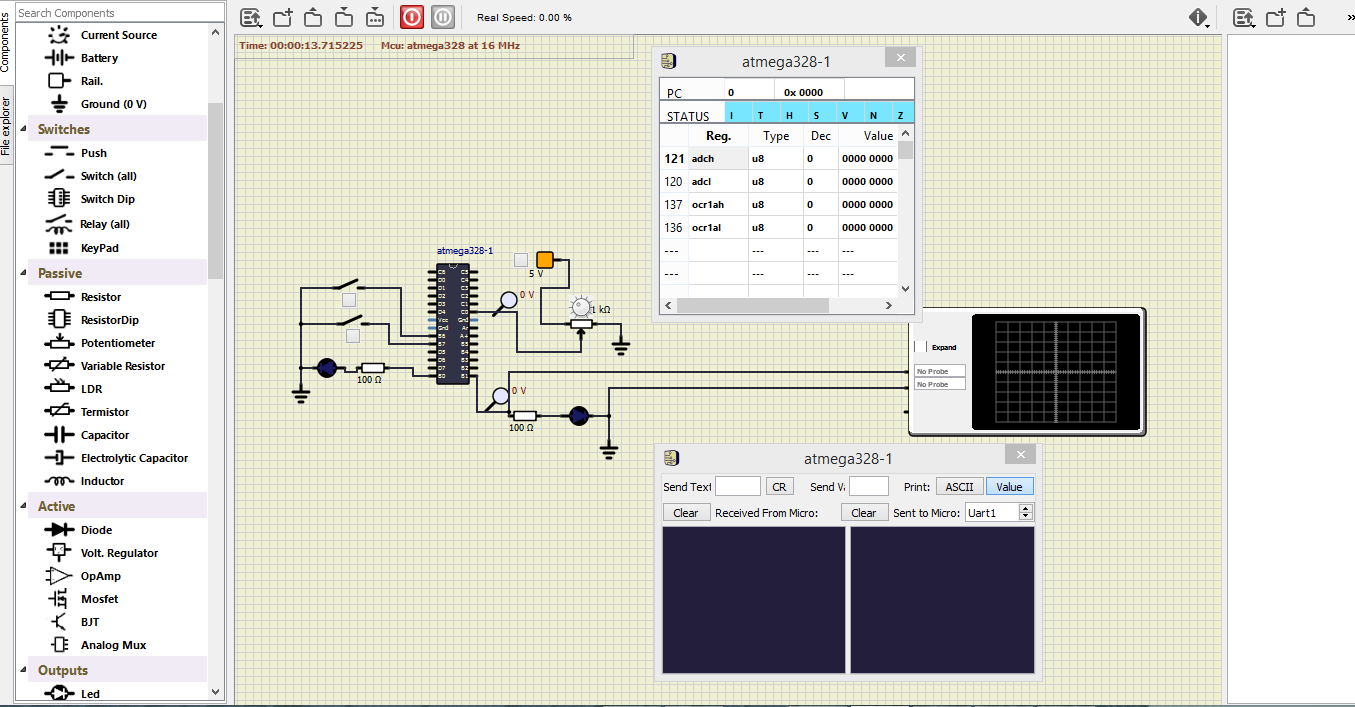 Components
File explorer
Search Components
Current Source
Battery
Rail.
Ground (0 V)
Switches
Push
Switch (all)
Switch Dip
Relay (all)
KeyPad
Passive
Resistor
ResistorDip
Potentiometer
Variable Resistor
LDR
Termistor
Capacitor
Electrolytic Capacitor
Inductor
Active
Diode
Volt. Regulator
OpAmp
Mosfet
BJT
Analog Mux
Outputs
Led
Real Speed: 0.00 %
Time: 00:00:13.715225 Mcu: atmega328 at 16 MHz
atmega328-1
PC 0 0x 0000
STATUS I T H S V N Z
Reg. Type Dec Value
121 adch u8 0 0000 0000
120 adcl u8 0 0000 0000
137 ocr1ah u8 0 0000 0000
136 ocr1al u8 0 0000 0000
--- --- --- ---
--- --- --- ---
atmega328-1
5 V
0 V
1 kΩ
100 Ω
0 V
100 Ω
Expand
No Probe
No Probe
atmega328-1
Send Text CR Send V Print: ASCII Value
Clear Received From Micro: Clear Sent to Micro: Uart1